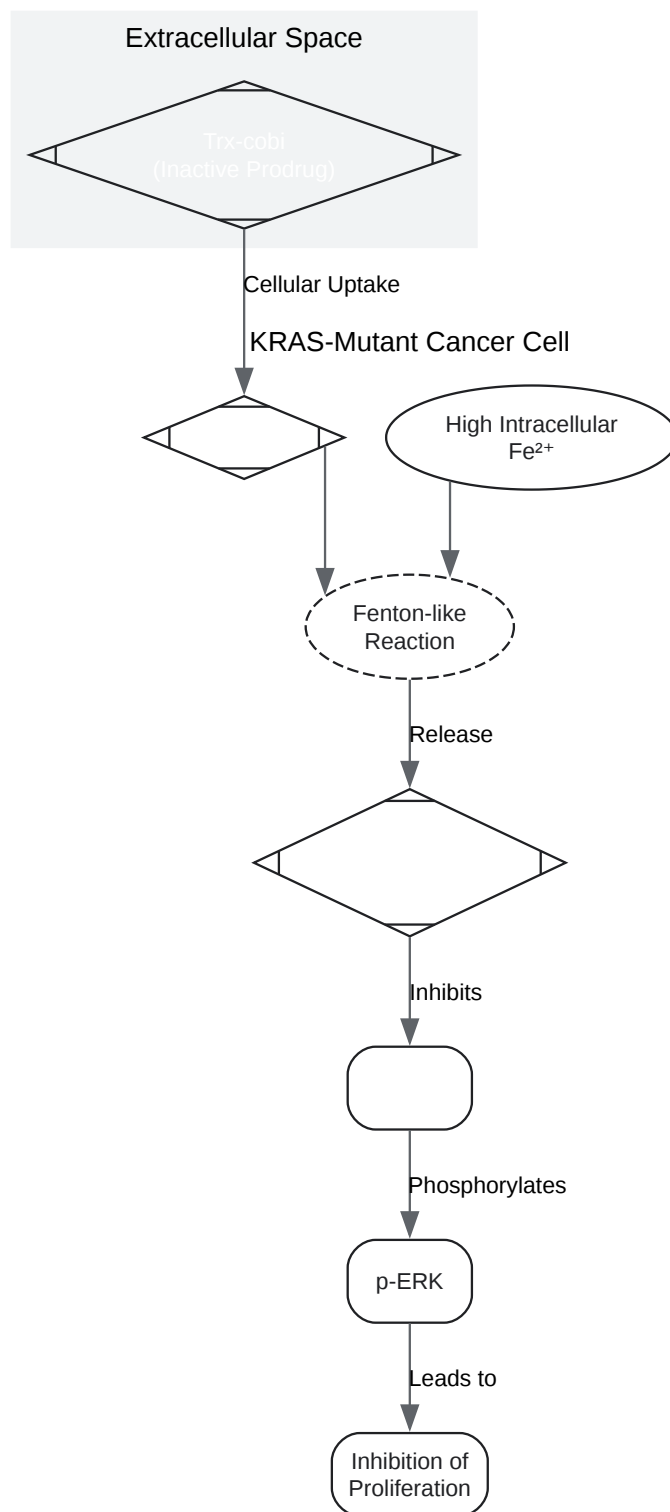 Extracellular Space
Trx-cobi
(Inactive Prodrug)
Cellular Uptake
KRAS-Mutant Cancer Cell
High Intracellular
Fe²⁺
Fenton-like
Reaction
Release
Inhibits
Phosphorylates
p-ERK
Leads to
Inhibition of
Proliferation